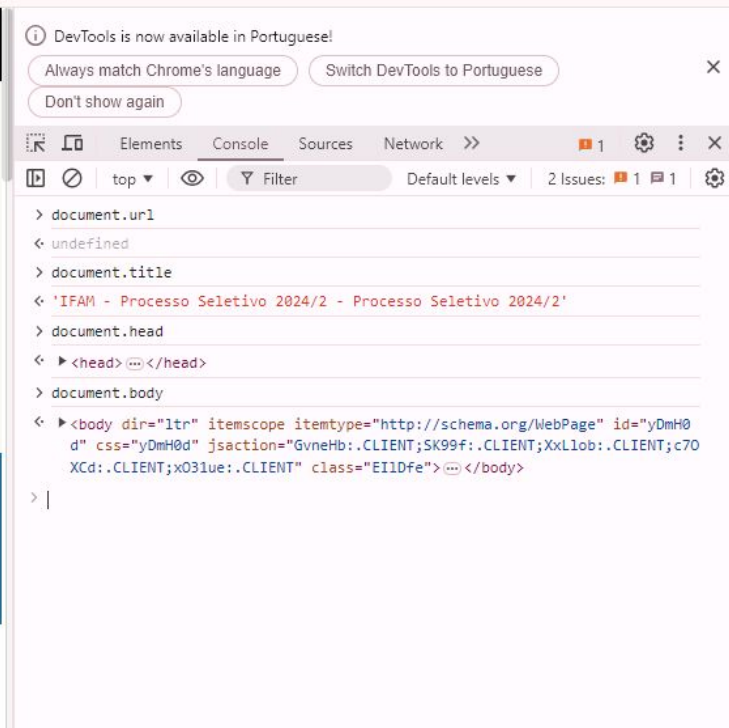 DevTools is now available in Portuguese!
Always match Chrome's language Switch DevTools to Portuguese
Don't show again
Elements Console Sources Network 1
top Filter Default levels 2 Issues: 1 1
document.url
undefined
document.title
'IFAM - Processo Seletivo 2024/2 - Processo Seletivo 2024/2'
document.head
<head>…</head>
document.body
<body dir="ltr" itemscope itemtype="http://schema.org/WebPage" id="yDmH0
d" css="yDmH0d" jsaction="GvneHb:.CLIENT;SK99f:.CLIENT;XxLlob:.CLIENT;c7O
XCd:.CLIENT;xO31ue:.CLIENT" class="EIlDfe">…</body>